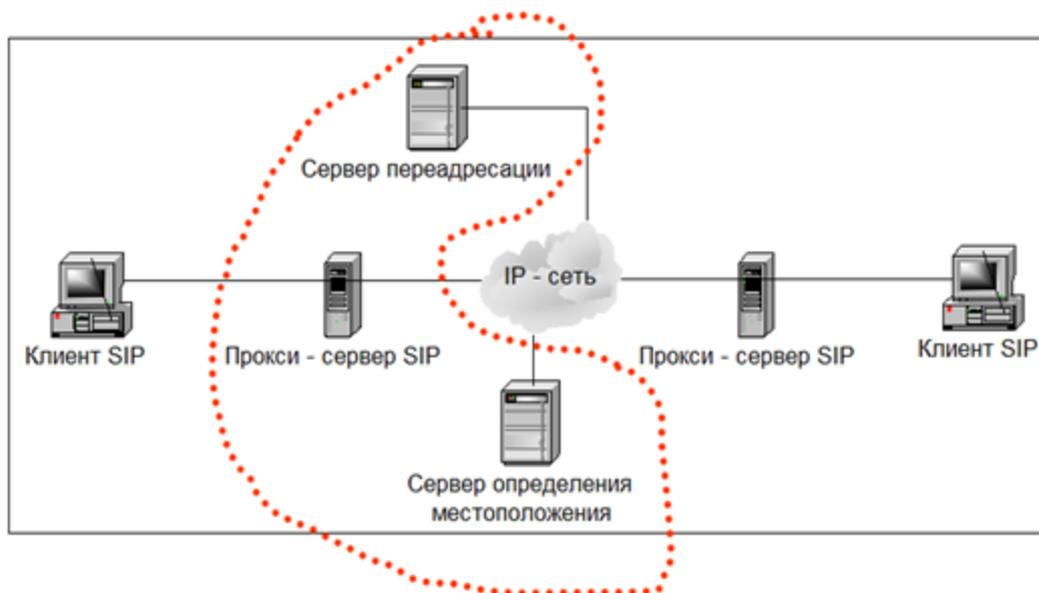 Сервер переадресации
IP - сеть
Клиент SIP
Прокси - сервер SIP
Прокси - сервер SIP
Клиент SIP
Сервер определения
местоположения